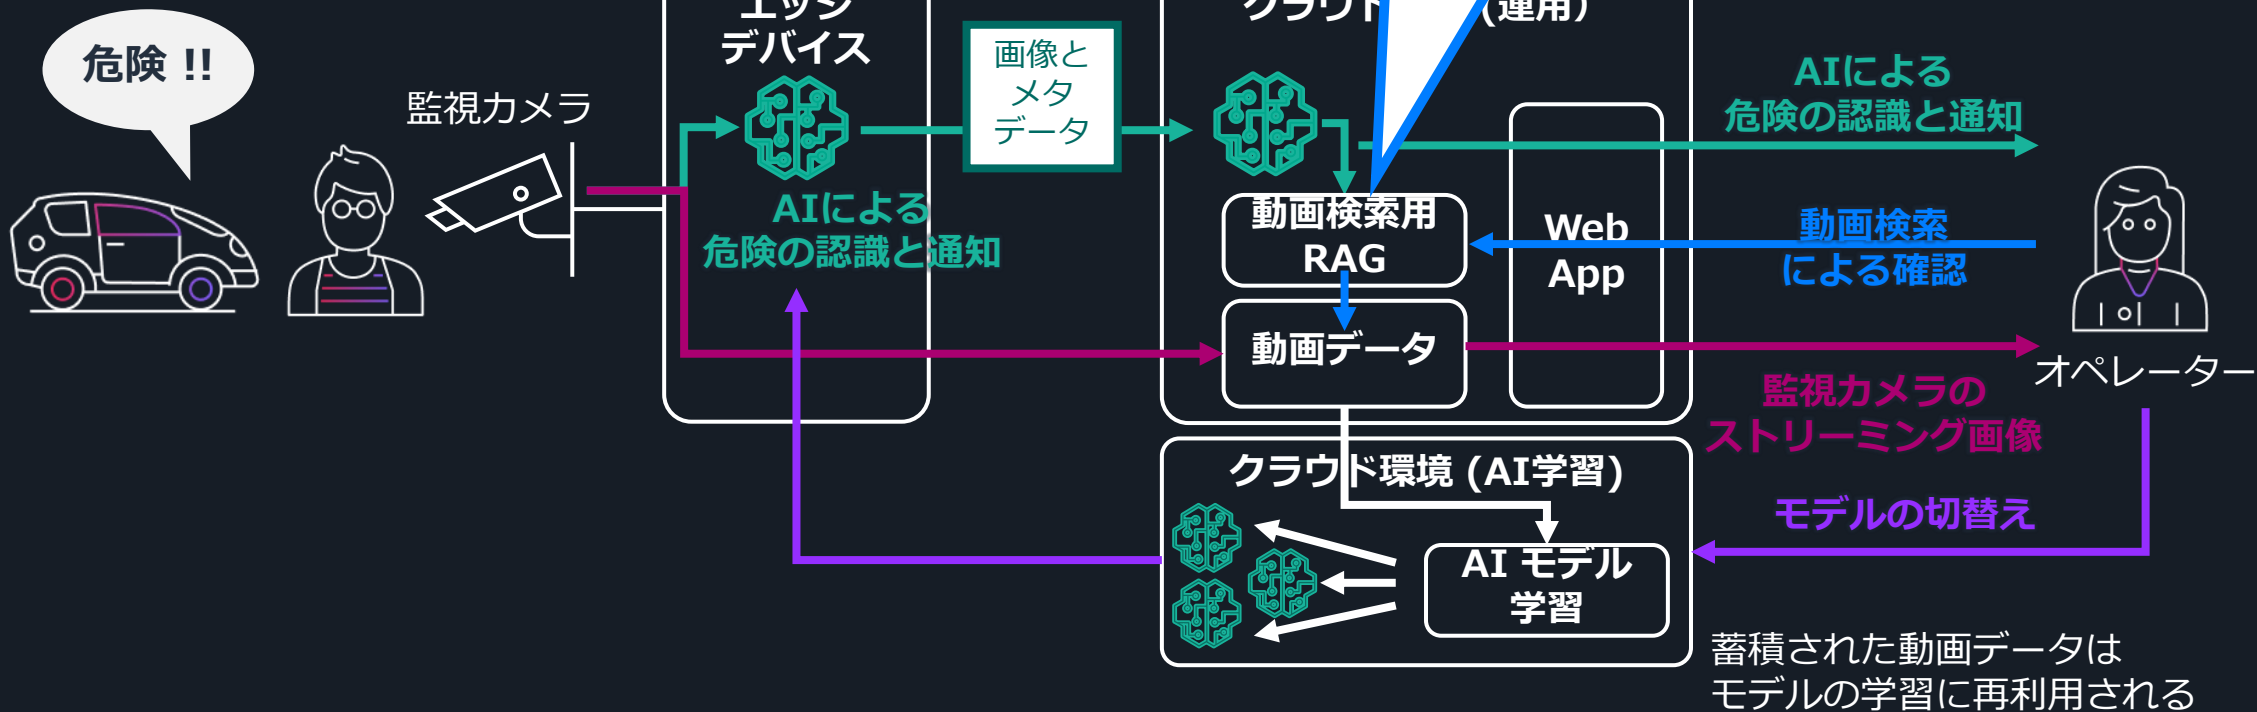 危険 !!
監視カメラ
エッジ
デバイス
AIによる
危険の認識と通知
画像と
メタ
データ
(運用)
動画検索用
RAG
動画データ
Web
App
AIによる
危険の認識と通知
動画検索
による確認
オペレーター
監視カメラの
ストリーミング画像
モデルの切替え
クラウド環境 (AI学習)
AI モデル
学習
蓄積された動画データは
モデルの学習に再利用される